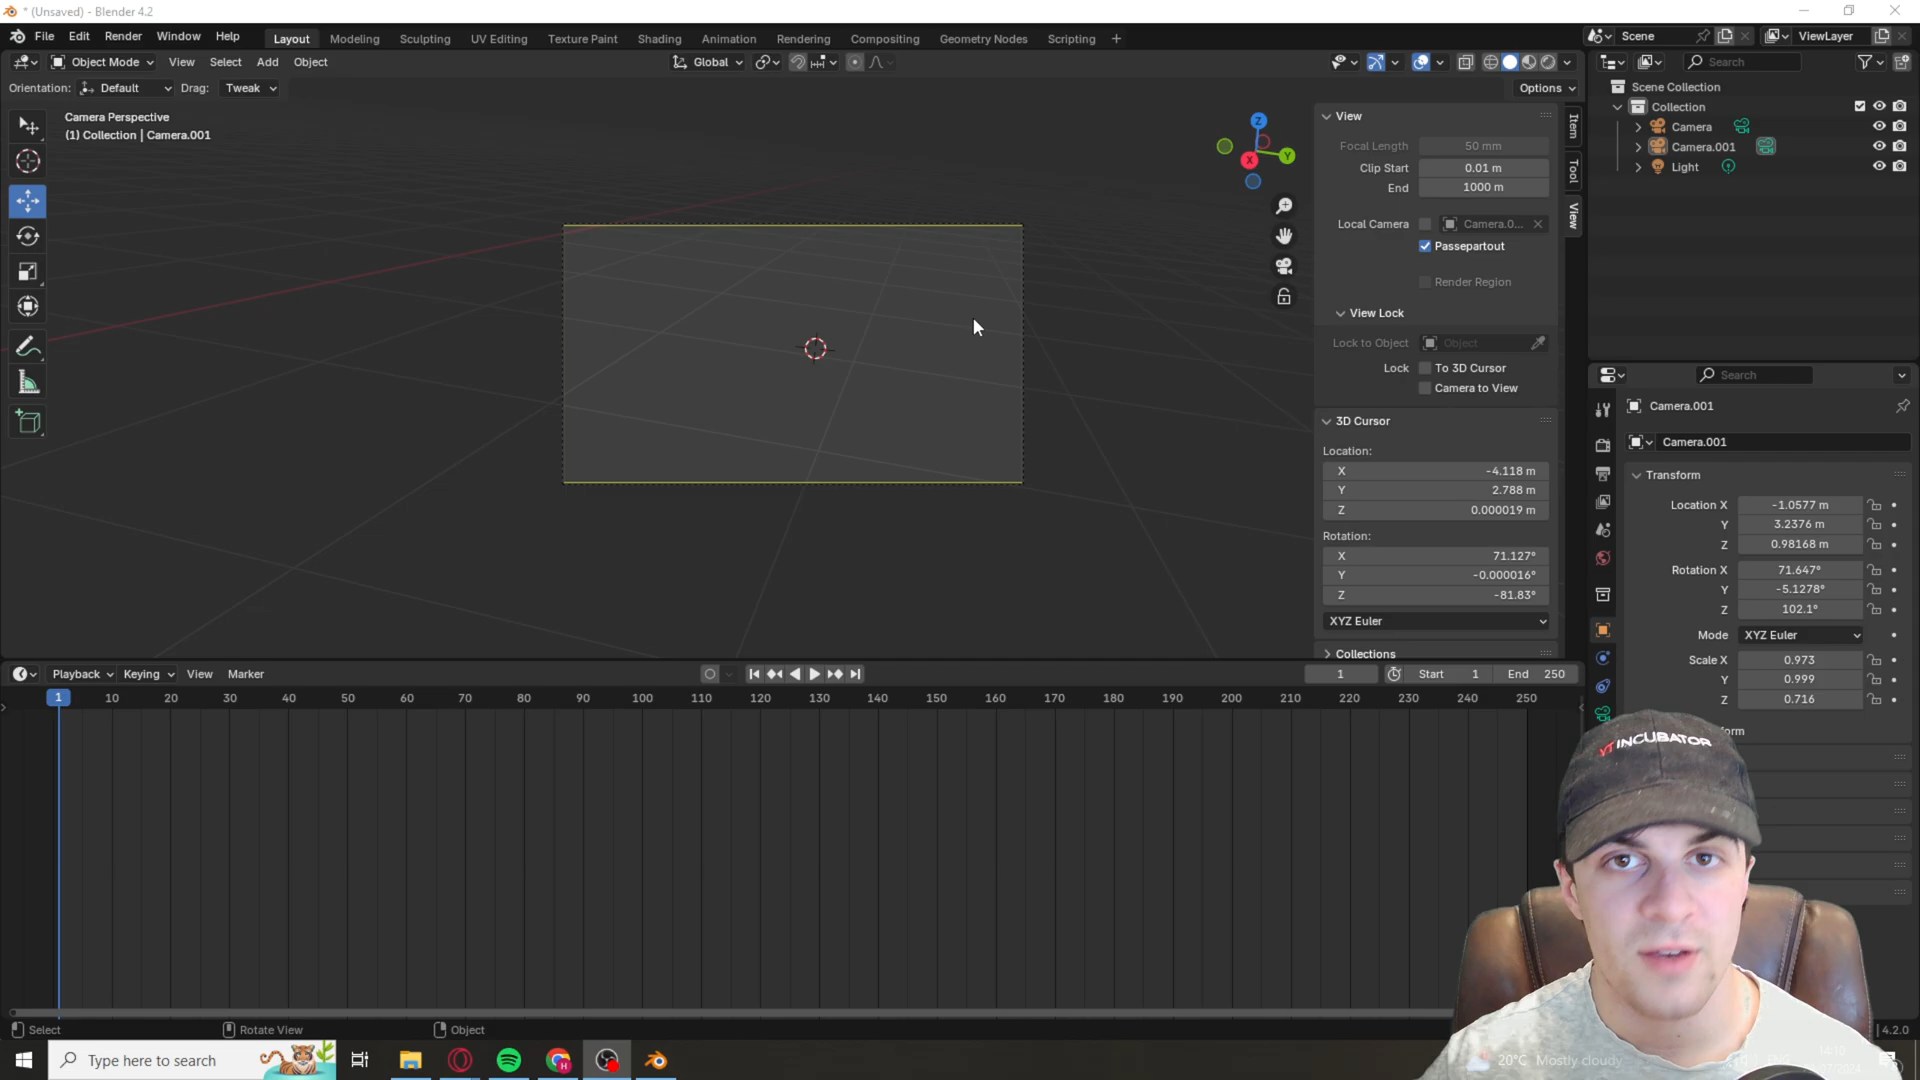 * (Unsaved) - Blender 4.2
File Edit Render Window Help Layout Modeling Sculpting UV Editing Texture Paint Shading Animation Rendering Compositing Geometry Nodes Scripting + Scene ViewLayer
Object Mode View Select Add Object Global Search
Orientation: Default Drag: Tweak Options
Camera Perspective
(1) Collection | Camera.001
Z
Y
X
View
Focal Length 50 mm
Clip Start 0.01 m
End 1000 m
Local Camera Camera.0...
Passepartout
Render Region
View Lock
Lock to Object Object
Lock To 3D Cursor
Camera to View
3D Cursor
Location:
X -4.118 m
Y 2.788 m
Z 0.000019 m
Rotation:
X 71.127°
Y -0.000016°
Z -81.83°
XYZ Euler
Collections
Item
Tool
View
Scene Collection
Collection
Camera
Camera.001
Light
Search
Camera.001
Camera.001
Transform
Location X -1.0577 m
Y 3.2376 m
Z 0.98168 m
Rotation X 71.647°
Y -5.1278°
Z 102.1°
Mode XYZ Euler
Scale X 0.973
Y 0.999
Z 0.716
Playback Keying View Marker 1 Start 1 End 250
1 10 20 30 40 50 60 70 80 90 100 110 120 130 140 150 160 170 180 190 200 210 220 230 240 250
YT INCUBATOR
Select Rotate View Object 4.2.0
Type here to search 20°C Mostly cloudy